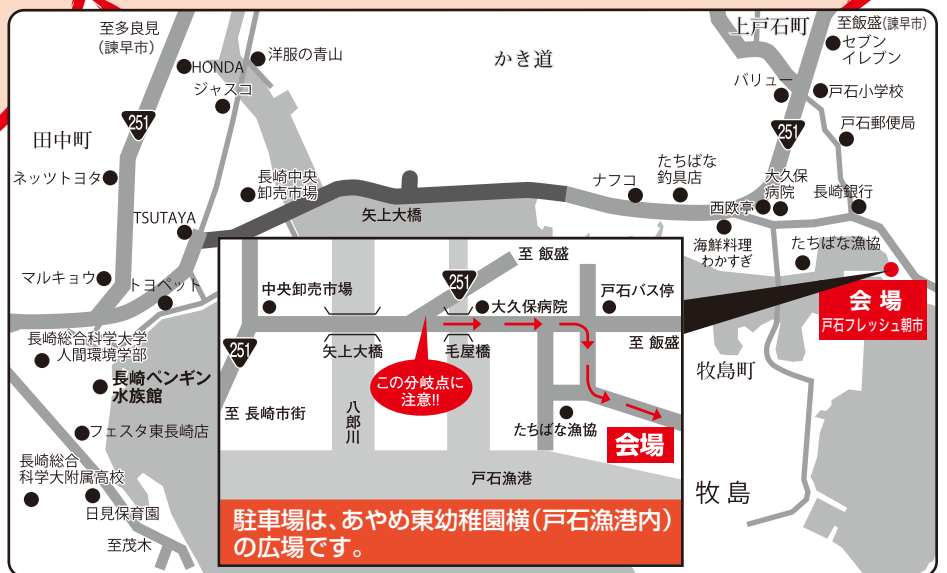 至多良見
(諫早市)
洋服の青山
HONDA
ジャスコ
かき道
上戸石町
至飯盛(諫早市)
セブン
イレブン
バリュー
戸石小学校
251
251
戸石郵便局
田中町
ネッツトヨタ
長崎中央
卸売市場
TSUTAYA
矢上大橋
ナフコ
たちばな
釣具店
西欧亭
大久保
病院
長崎銀行
海鮮料理
わかすぎ
たちばな漁協
マルキョウ
トヨペット
会場
戸石フレッシュ朝市
長崎総合科学大学
人間環境学部
長崎ペンギン
水族館
フェスタ東長崎店
長崎総合
科学大附属高校
日見保育園
至茂木
牧島町
牧島
至 飯盛
251
中央卸売市場
大久保病院
戸石バス停
矢上大橋
毛屋橋
至 飯盛
251
この分岐点に
注意!!
至 長崎市街
八郎川
たちばな漁協
会場
戸石漁港
駐車場は、あやめ東幼稚園横(戸石漁港内)
の広場です。